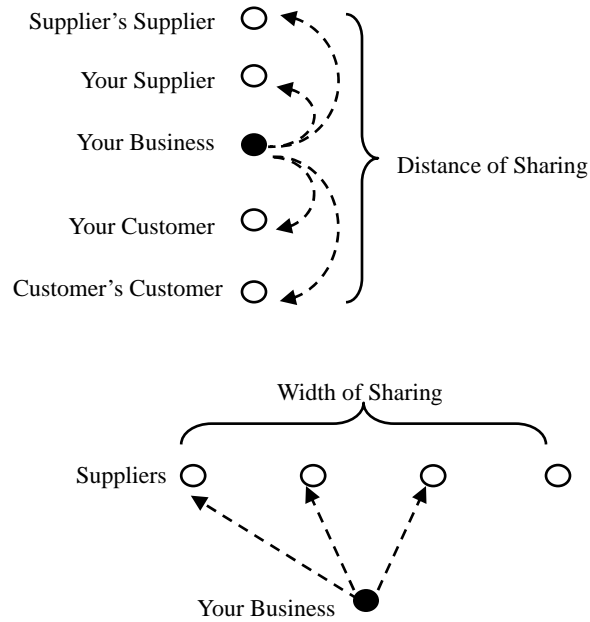 Supplier’s Supplier
Your Supplier
Your Business
Distance of Sharing
Your Customer
Customer’s Customer
Width of Sharing
Suppliers
Your Business